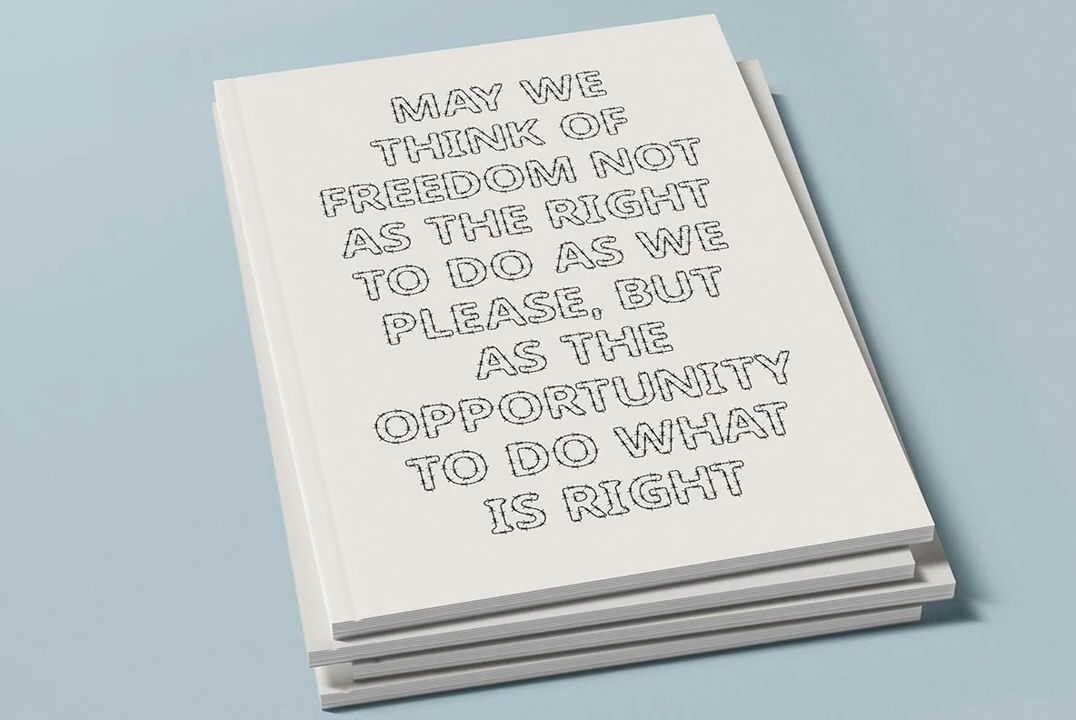 MAY WE
THINK OF
FREEDOM NOT
AS THE RIGHT
TO DO AS WE
PLEASE, BUT
AS THE
OPPORTUNITY
TO DO WHAT
IS RIGHT